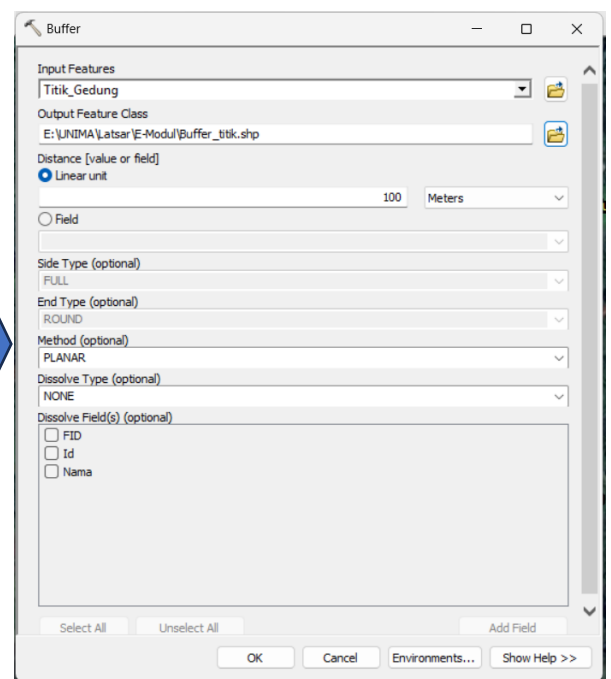 Buffer
Input Features
Titik_Gedung
Output Feature Class
E:\UNIMA\Latsar\E-Modul\Buffer_titik.shp
Distance [value or field]
Linear unit
100 Meters
Field
Side Type (optional)
FULL
End Type (optional)
ROUND
Method (optional)
PLANAR
Dissolve Type (optional)
NONE
Dissolve Field(s) (optional)
FID
Id
Nama
Select All Unselect All Add Field
OK Cancel Environments... Show Help >>